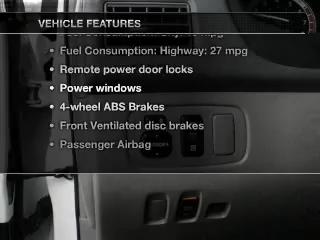 VEHICLE FEATURES
• Fuel Consumption: Highway: 27 mpg
• Remote power door locks
• Power windows
• 4-wheel ABS Brakes
• Front Ventilated disc brakes
• Passenger Airbag